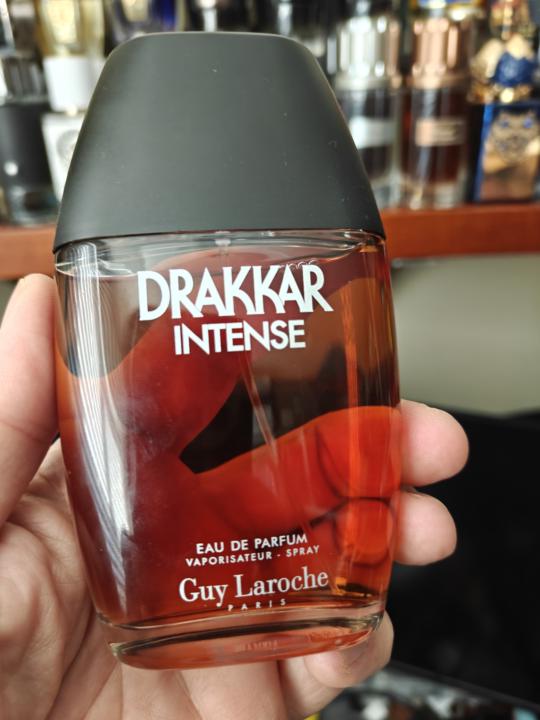 DRAKKAR
INTENSE
EAU DE PARFUM
VAPORISATEUR - SPRAY
Guy Laroche
PARIS